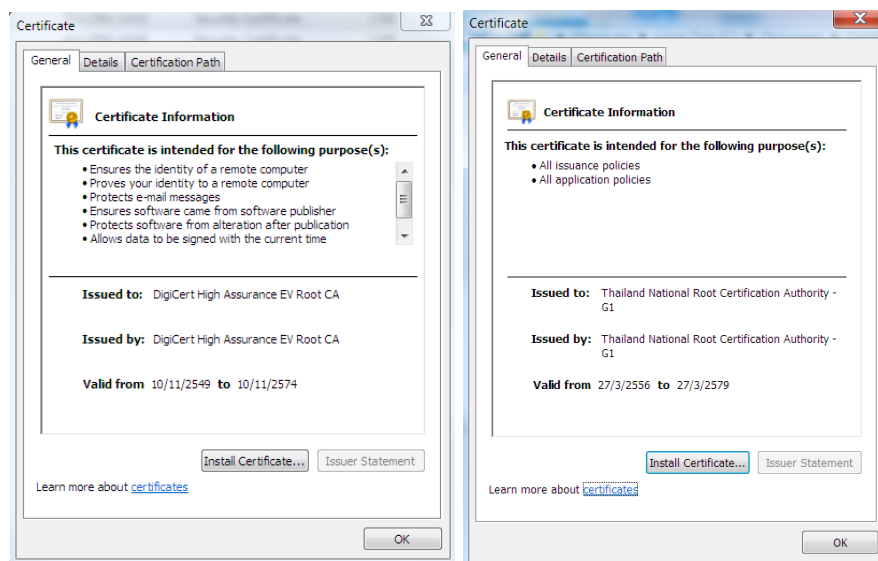 Certificate
General Details Certification Path
Certificate Information
This certificate is intended for the following purpose(s):
• Ensures the identity of a remote computer
• Proves your identity to a remote computer
• Protects e-mail messages
• Ensures software came from software publisher
• Protects software from alteration after publication
• Allows data to be signed with the current time
Issued to: DigiCert High Assurance EV Root CA
Issued by: DigiCert High Assurance EV Root CA
Valid from 10/11/2549 to 10/11/2574
Install Certificate... Issuer Statement
Learn more about certificates
OK
Certificate
General Details Certification Path
Certificate Information
This certificate is intended for the following purpose(s):
• All issuance policies
• All application policies
Issued to: Thailand National Root Certification Authority -
G1
Issued by: Thailand National Root Certification Authority -
G1
Valid from 27/3/2556 to 27/3/2579
Install Certificate... Issuer Statement
Learn more about certificates
OK